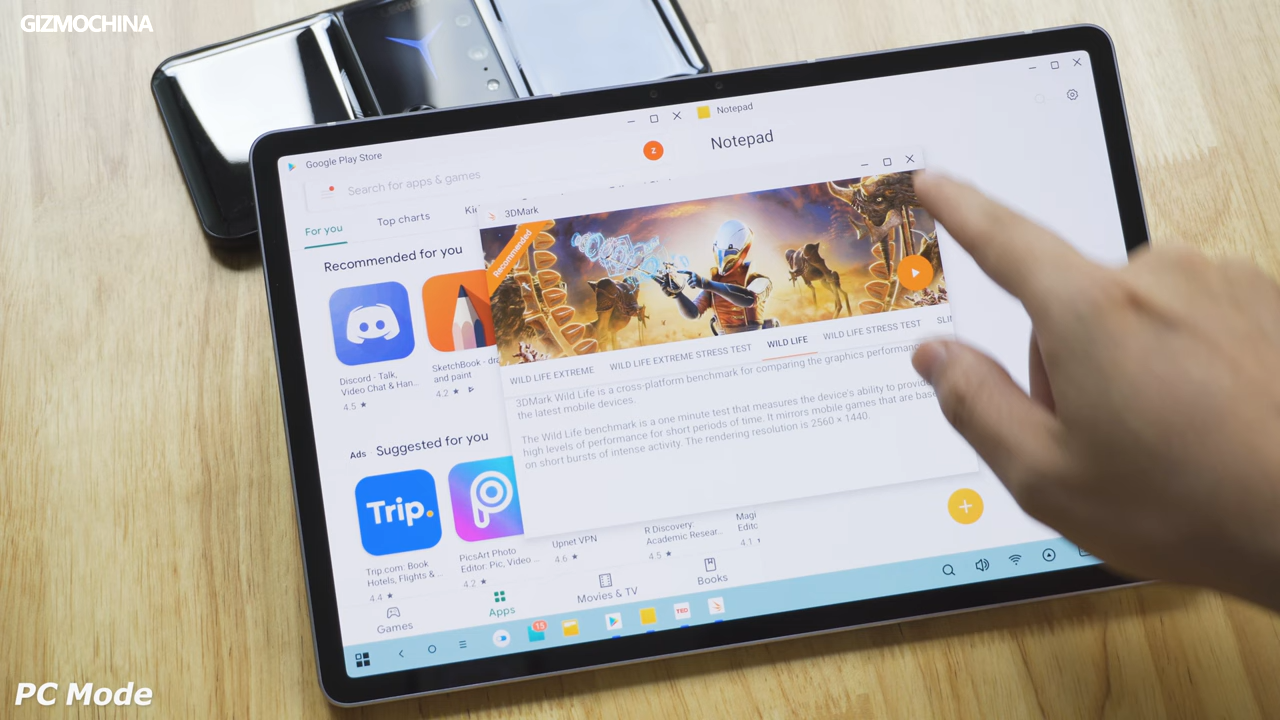 GIZMOCHINA
LEGION
Google Play Store
Notepad
Z
Notepad
Search for apps & games
3DMark
For you
Top charts
Recommended for you
Recommended
Discord - Talk,
Video Chat & Han...
4.5 ★
SketchBook - dra
and paint
4.2 ★
WILD LIFE EXTREME
WILD LIFE EXTREME STRESS TEST
WILD LIFE
WILD LIFE STRESS TEST
3DMark Wild Life is a cross-platform benchmark for comparing the graphics performance
the latest mobile devices.
The Wild Life benchmark is a one minute test that measures the device's ability to provide
high levels of performance for short periods of time. It mirrors mobile games that are base
on short bursts of intense activity. The rendering resolution is 2560 × 1440.
Ads Suggested for you
Trip.
Trip.com: Book
Hotels, Flights & ...
4.4 ★
PicsArt Photo
Editor: Pic, Video ...
4.2 ★
Upnet VPN
4.6 ★
R Discovery:
Academic Resear...
4.5 ★
Magi
Edito
4.1
Games
Apps
Movies & TV
Books
15
TED
PC Mode